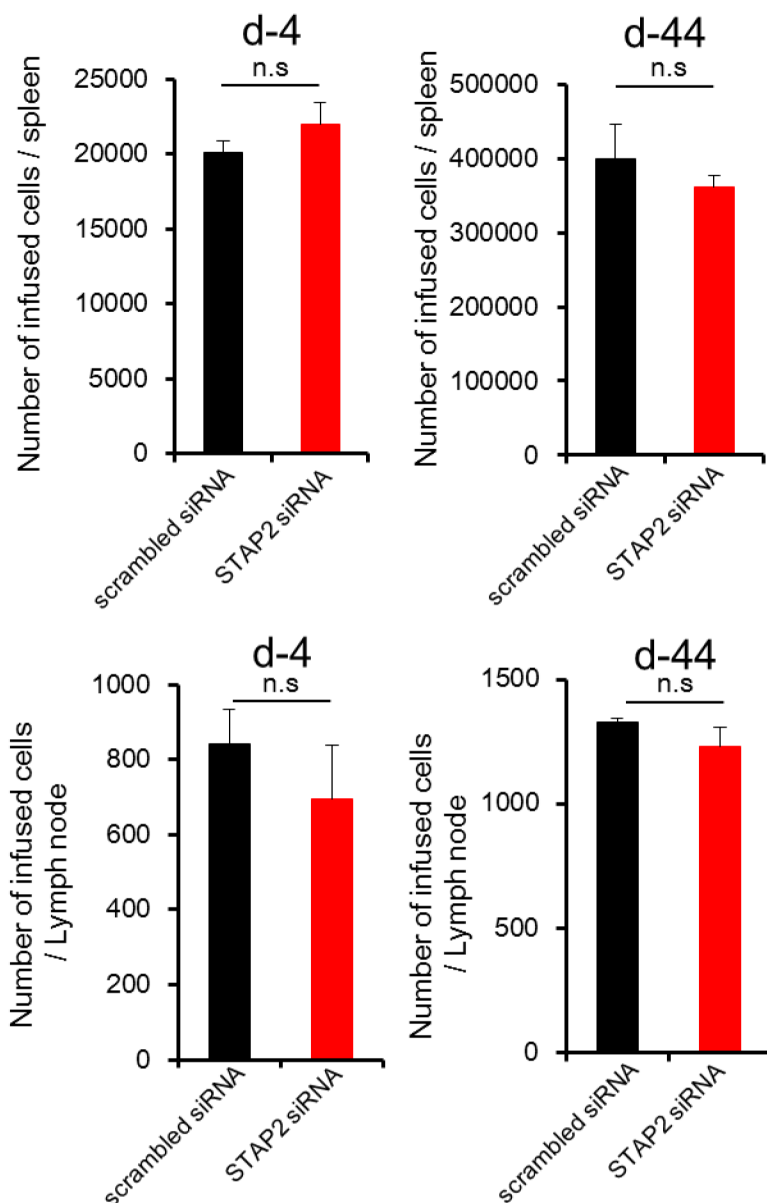 d-4
n.s
Number of infused cells / spleen
25000
20000
15000
10000
5000
0
scrambled siRNA
STAP2 siRNA
d-44
n.s
Number of infused cells / spleen
500000
400000
300000
200000
100000
0
scrambled siRNA
STAP2 siRNA
d-4
n.s
Number of infused cells
/ Lymph node
1000
800
600
400
200
0
scrambled siRNA
STAP2 siRNA
d-44
n.s
Number of infused cells
/ Lymph node
1500
1000
500
0
scrambled siRNA
STAP2 siRNA